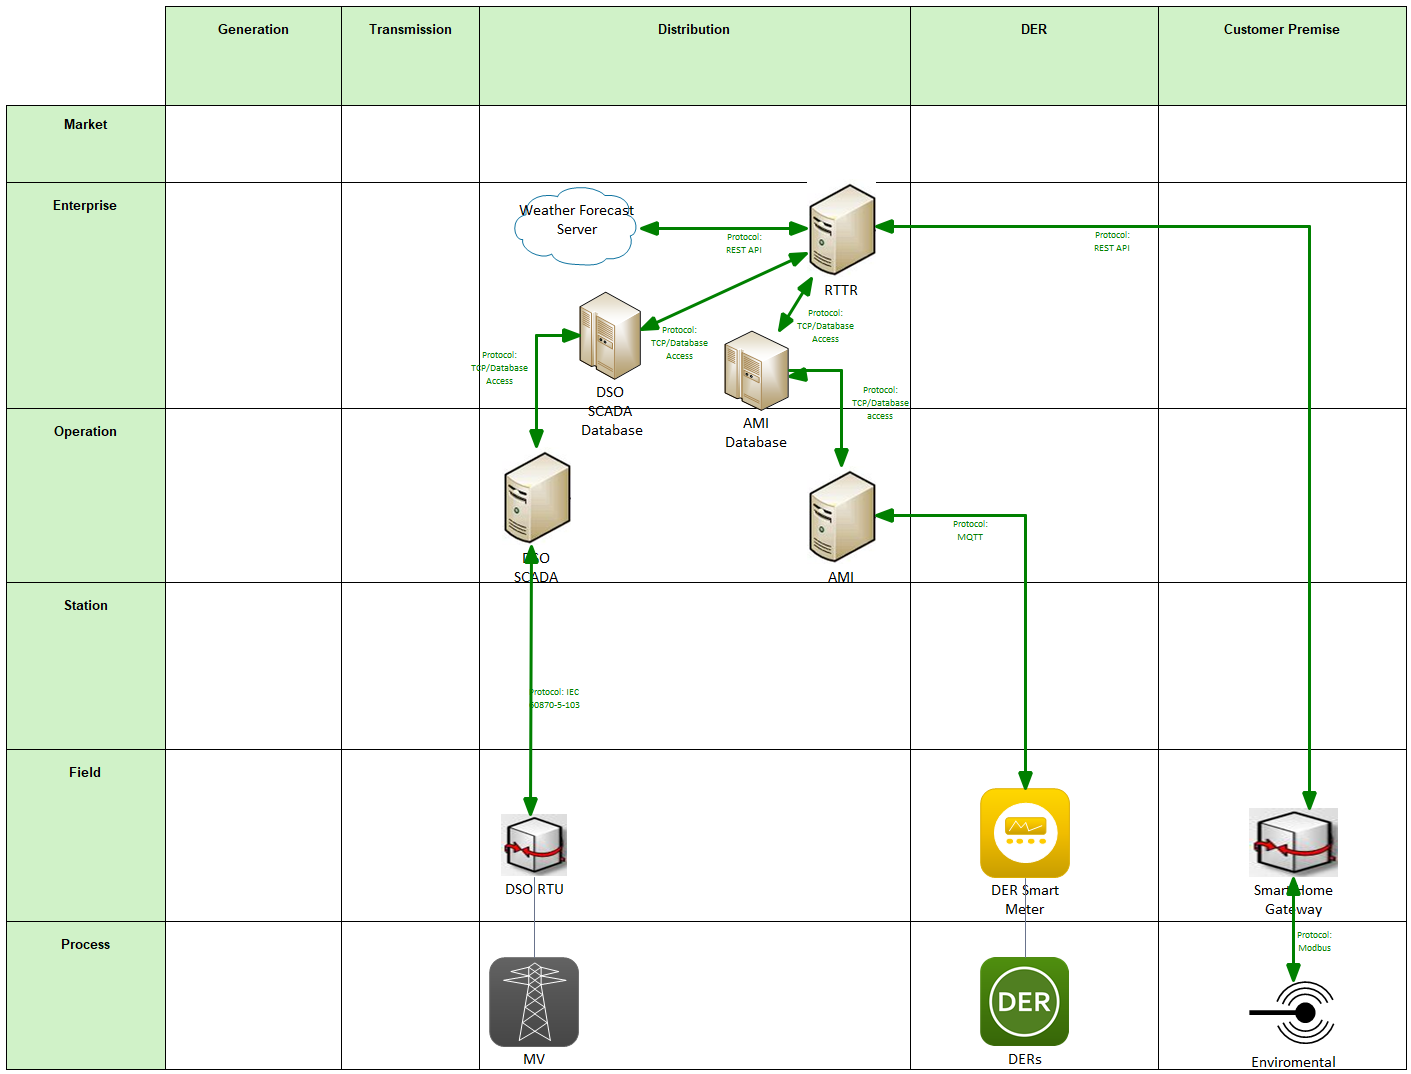 Generation
Transmission
Distribution
DER
Customer Premise
Market
Enterprise
Weather Forecast
Server
Protocol:
REST API
RTTR
Protocol:
REST API
Protocol:
TCP/Database
Access
Protocol:
TCP/Database
Access
Protocol:
TCP/Database
Access
DSO
SCADA
Database
AMI
Database
Protocol:
TCP/Database
access
Operation
DSO
SCADA
AMI
Protocol:
MQTT
Station
Protocol: IEC
60870-5-103
Field
DSO RTU
DER Smart
Meter
Smart Home
Gateway
Process
Protocol:
Modbus
MV
DER
DERs
Enviromental